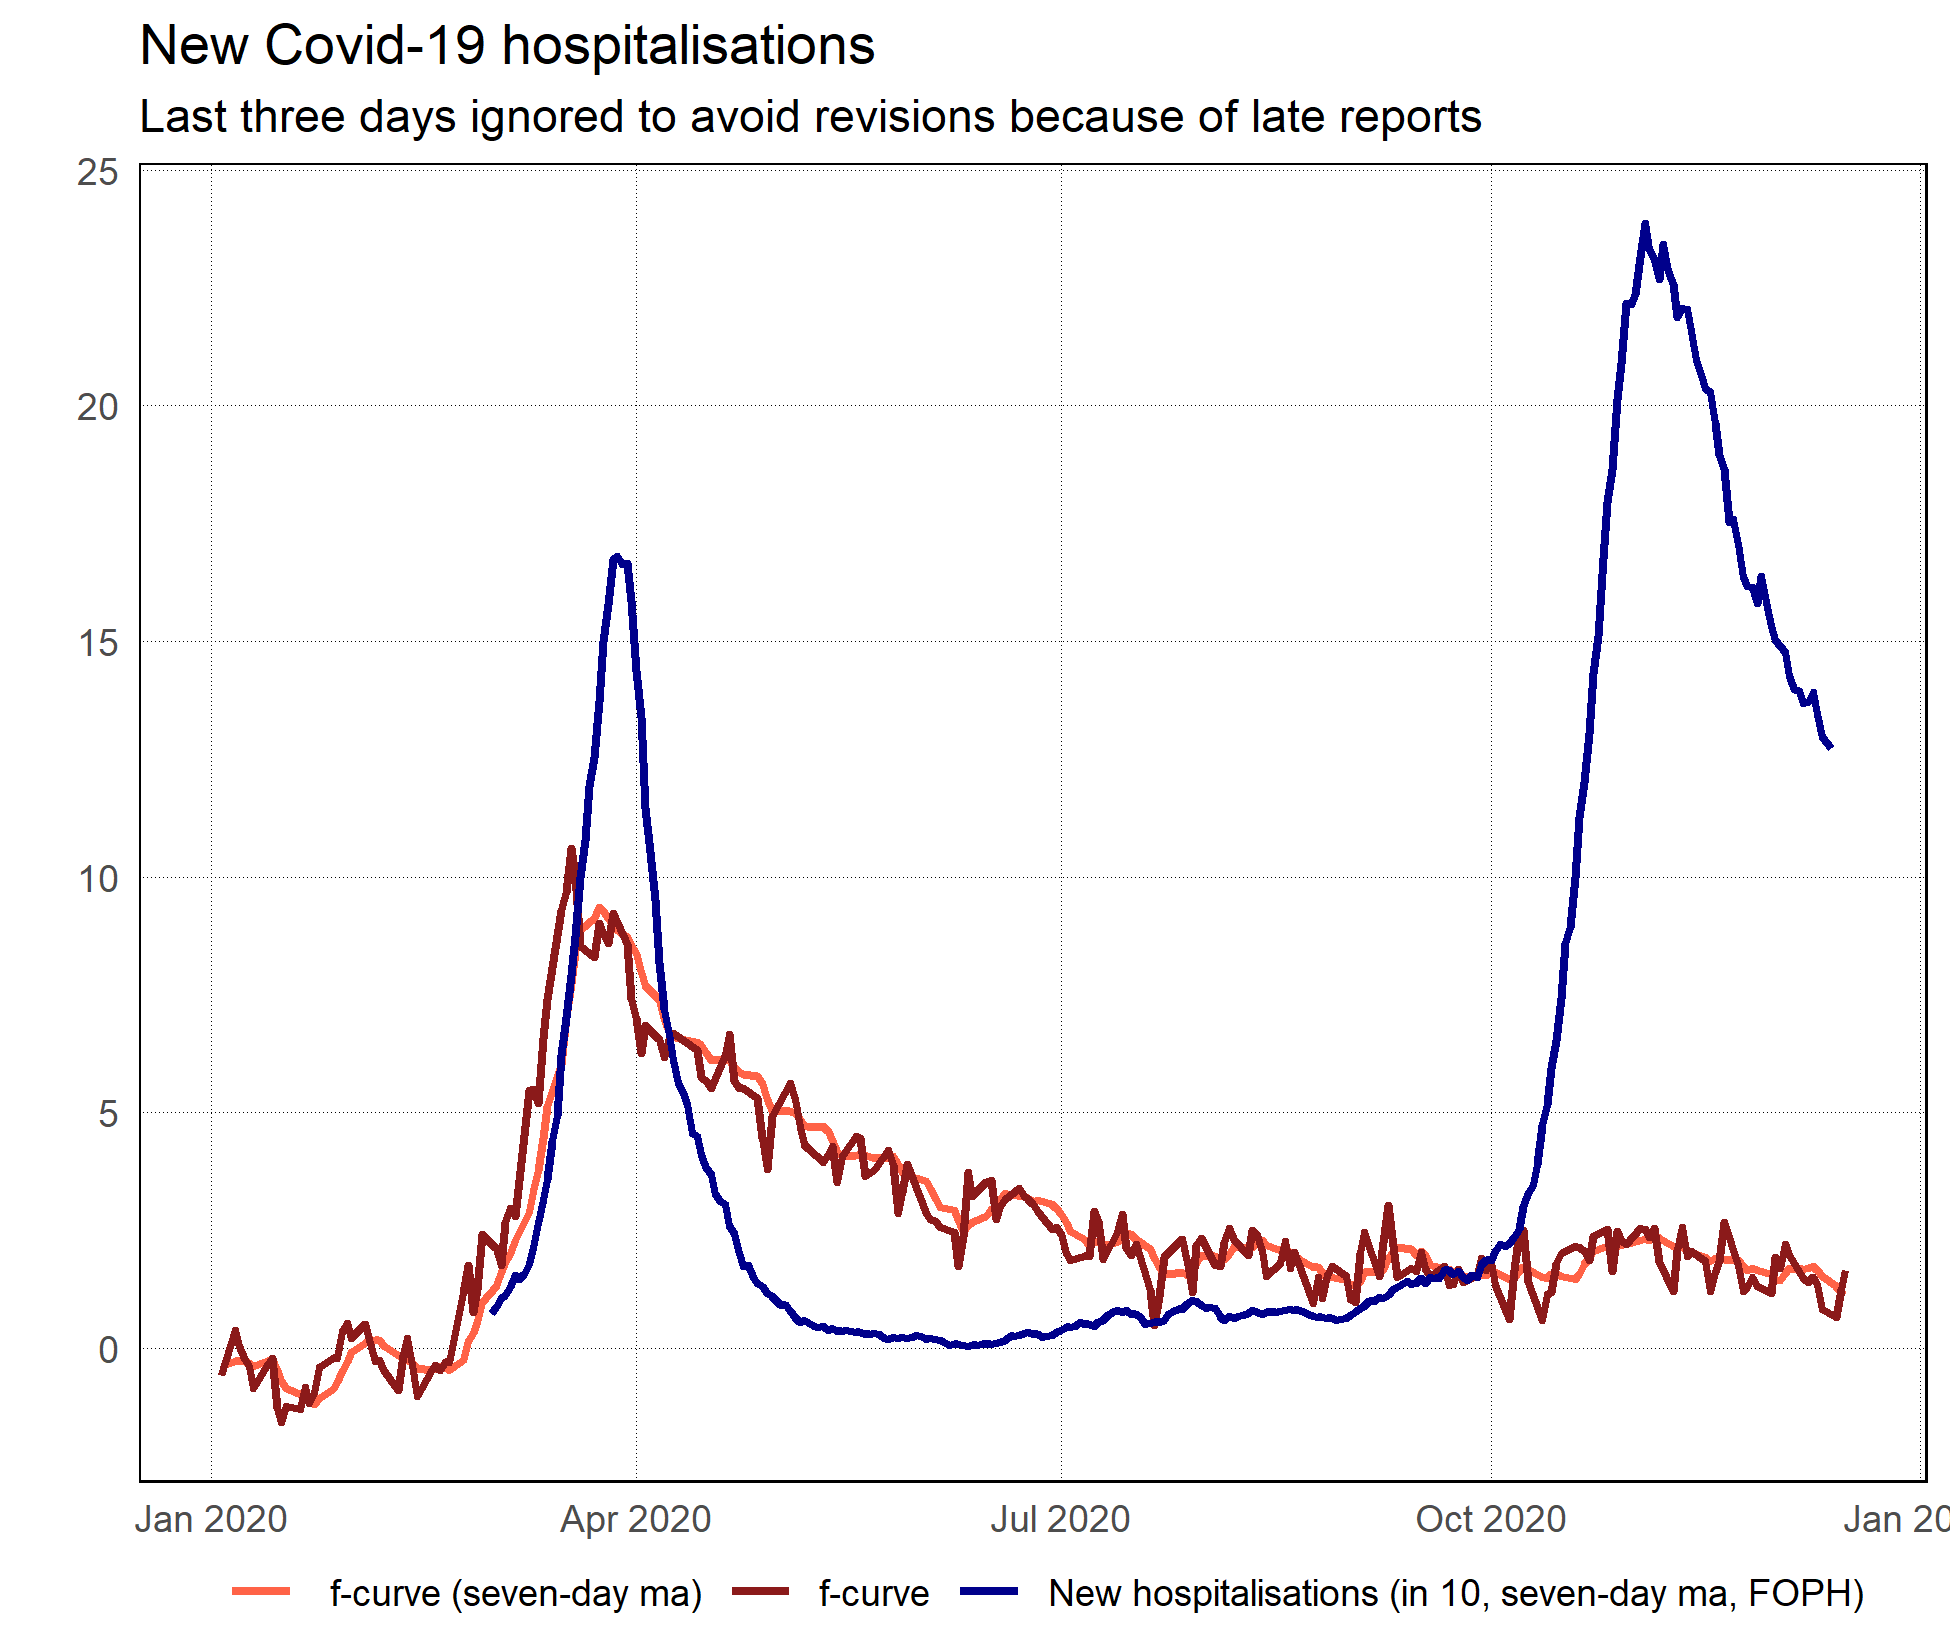 New Covid-19 hospitalisations
Last three days ignored to avoid revisions because of late reports
25
20
15
10
5
0
Jan 2020 Apr 2020 Jul 2020 Oct 2020 Jan 20
f-curve (seven-day ma) f-curve New hospitalisations (in 10, seven-day ma, FOPH)